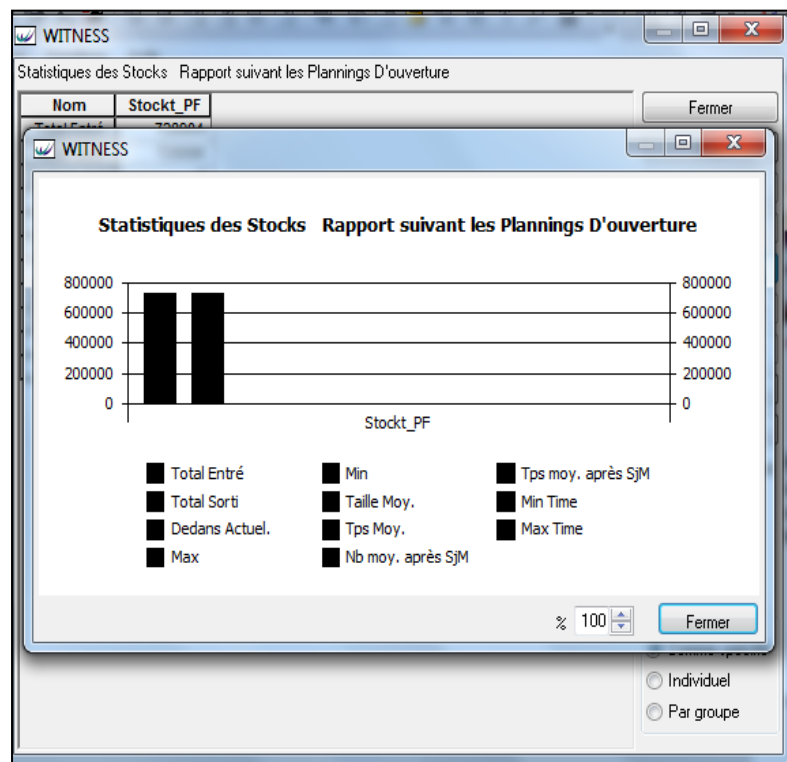 WITNESS
Statistiques des Stocks Rapport suivant les Plannings D'ouverture
Nom Stockt_PF
Fermer
WITNESS
Statistiques des Stocks Rapport suivant les Plannings D'ouverture
800000 800000
600000 600000
400000 400000
200000 200000
0 0
Stockt_PF
Total Entré Min Tps moy. après SjM
Total Sorti Taille Moy. Min Time
Dedans Actuel. Tps Moy. Max Time
Max Nb moy. après SjM
% 100 Fermer
Individuel
Par groupe